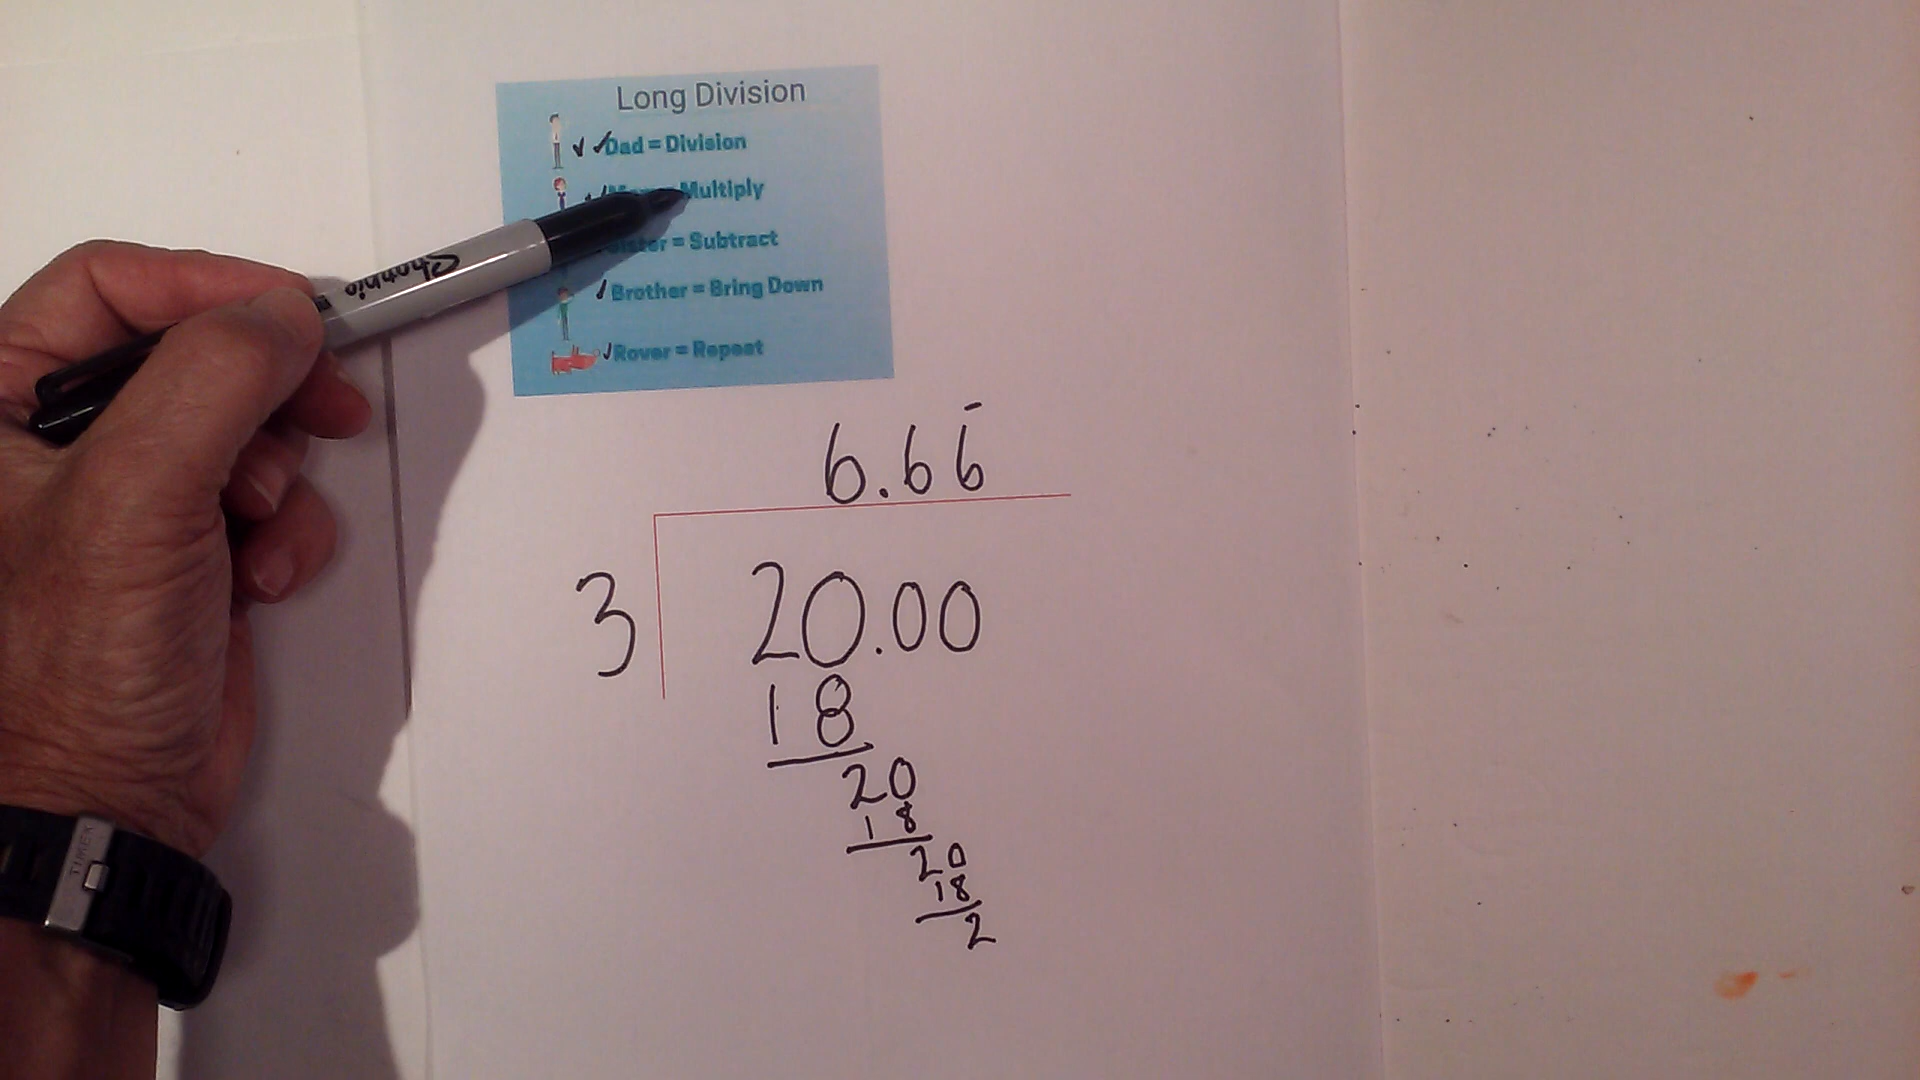 Long Division
✓ ✓ Dad = Division
✓ Multiply
Sister = Subtract
✓ Brother = Bring Down
✓ Rover = Repeat
Sharpie
6.66̅
3 20.00
18
20
18
20
18
2
TIMEX